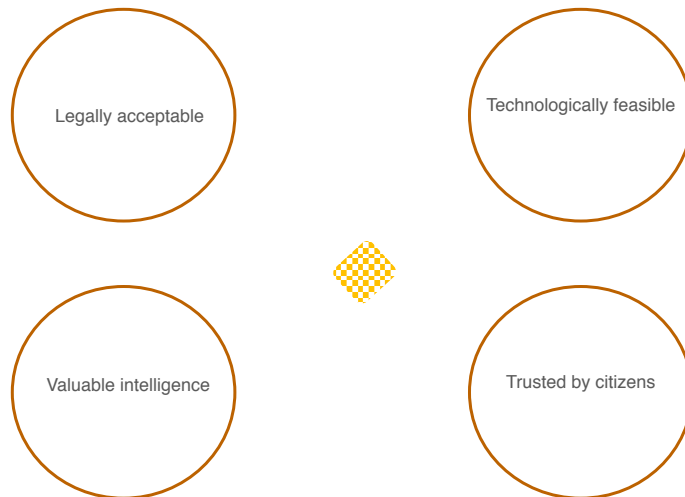 Legally acceptable
Technologically feasible
Valuable intelligence
Trusted by citizens